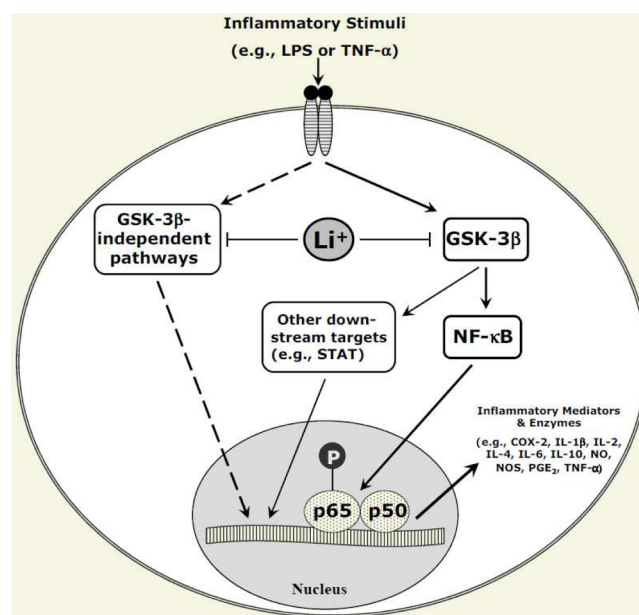 Inflammatory Stimuli
(e.g., LPS or TNF-α)
GSK-3β-
independent
pathways
Li⁺
GSK-3β
Other down-
stream targets
(e.g., STAT)
NF-κB
Inflammatory Mediators
& Enzymes
(e.g., COX-2, IL-1β, IL-2,
IL-4, IL-6, IL-10, NO,
NOS, PGE₂, TNF-α)
P
p65
p50
Nucleus